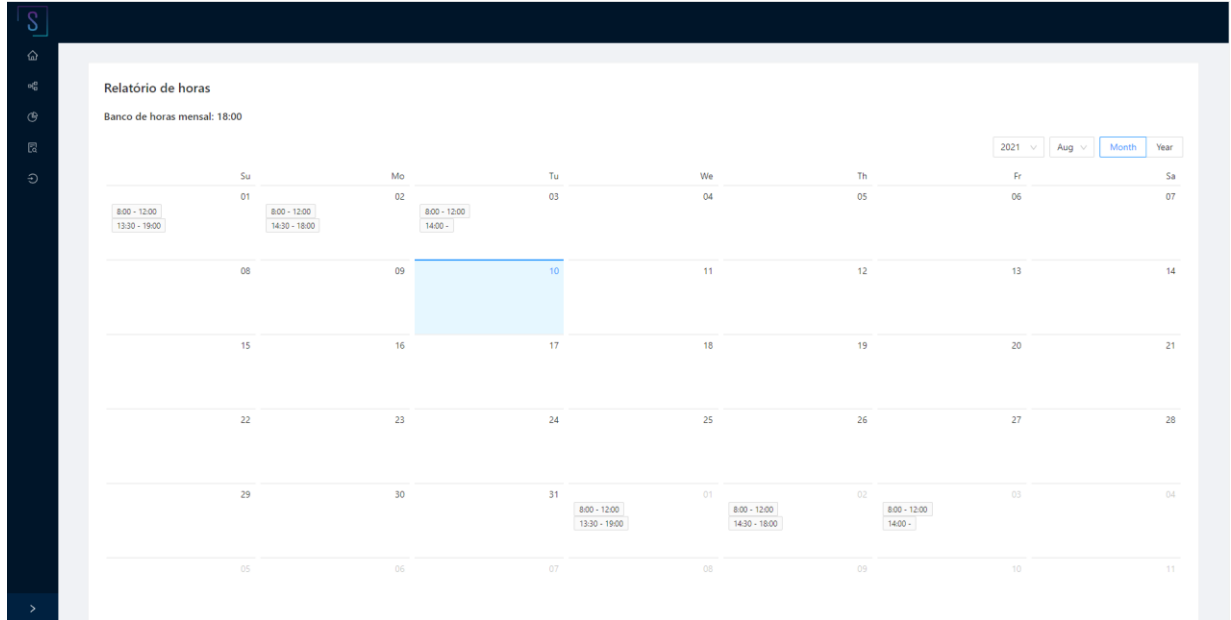 S
Relatório de horas
Banco de horas mensal: 18:00
2021 Aug Month Year
Su Mo Tu We Th Fr Sa
01 02 03 04 05 06 07
8:00 - 12:00 8:00 - 12:00 8:00 - 12:00
13:30 - 19:00 14:30 - 18:00 14:00 -
08 09 10 11 12 13 14
15 16 17 18 19 20 21
22 23 24 25 26 27 28
29 30 31 01 02 03 04
8:00 - 12:00 8:00 - 12:00 8:00 - 12:00
13:30 - 19:00 14:30 - 18:00 14:00 -
05 06 07 08 09 10 11